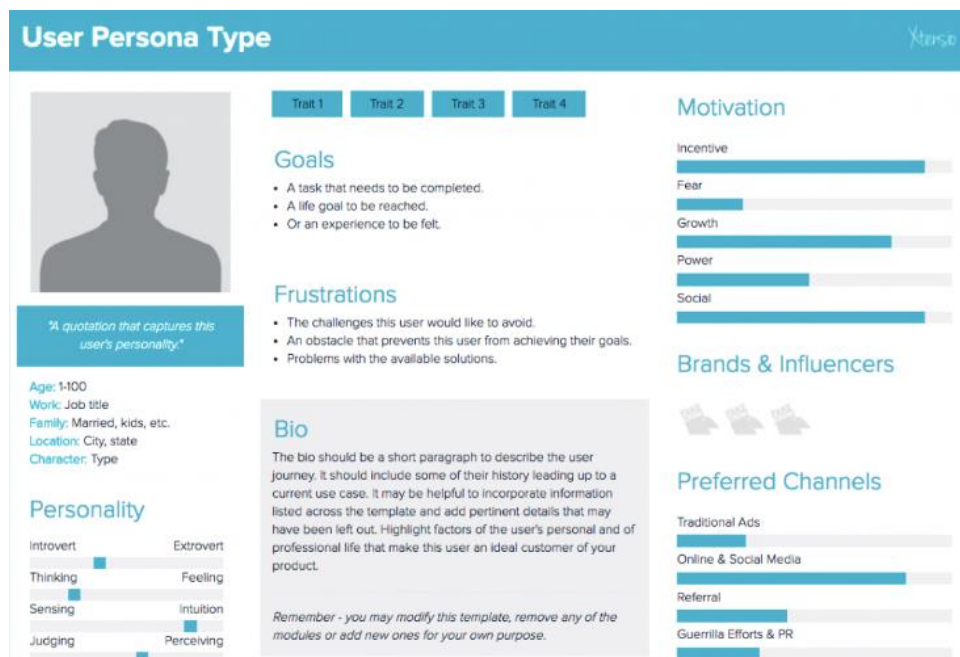 User Persona Type
Xtensio
Trait 1
Trait 2
Trait 3
Trait 4
"A quotation that captures this
user's personality."
Age: 1-100
Work: Job title
Family: Married, kids, etc.
Location: City, state
Character: Type
Personality
Introvert Extrovert
Thinking Feeling
Sensing Intuition
Judging Perceiving
Goals
• A task that needs to be completed.
• A life goal to be reached.
• Or an experience to be felt.
Frustrations
• The challenges this user would like to avoid.
• An obstacle that prevents this user from achieving their goals.
• Problems with the available solutions.
Bio
The bio should be a short paragraph to describe the user
journey. It should include some of their history leading up to a
current use case. It may be helpful to incorporate information
listed across the template and add pertinent details that may
have been left out. Highlight factors of the user's personal and of
professional life that make this user an ideal customer of your
product.
Remember - you may modify this template, remove any of the
modules or add new ones for your own purpose.
Motivation
Incentive
Fear
Growth
Power
Social
Brands & Influencers
Preferred Channels
Traditional Ads
Online & Social Media
Referral
Guerrilla Efforts & PR